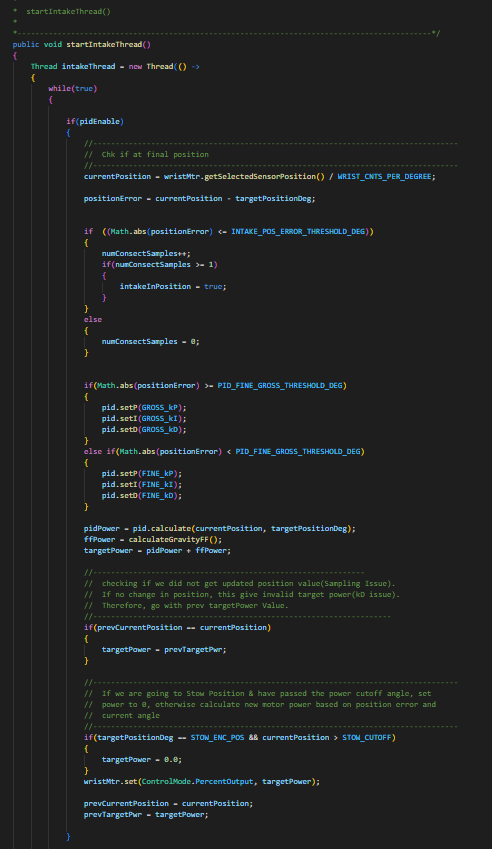 * startIntakeThread()
*
*-----------------------------------------------------------------------------------------------*/
public void startIntakeThread()
{
Thread intakeThread = new Thread(() ->
{
while(true)
{
if(pidEnable)
{
//------------------------------------------------------------------------------------
// Chk if at final position
//------------------------------------------------------------------------------------
currentPosition = wristMtr.getSelectedSensorPosition() / WRIST_CNTS_PER_DEGREE;
positionError = currentPosition - targetPositionDeg;
if ((Math.abs(positionError) <= INTAKE_POS_ERROR_THRESHOLD_DEG))
{
numConsectSamples++;
if(numConsectSamples >= 1)
{
intakeInPosition = true;
}
}
else
{
numConsectSamples = 0;
}
if(Math.abs(positionError) >= PID_FINE_GROSS_THRESHOLD_DEG)
{
pid.setP(GROSS_kP);
pid.setI(GROSS_kI);
pid.setD(GROSS_kD);
}
else if(Math.abs(positionError) < PID_FINE_GROSS_THRESHOLD_DEG)
{
pid.setP(FINE_kP);
pid.setI(FINE_kI);
pid.setD(FINE_kD);
}
pidPower = pid.calculate(currentPosition, targetPositionDeg);
ffPower = calculateGravityFF();
targetPower = pidPower + ffPower;
//---------------------------------------------------------------
// checking if we did not get updated position value(Sampling Issue).
// If no change in position, this give invalid target power(kD issue).
// Therefore, go with prev targetPower Value.
//---------------------------------------------------------------------
if(prevCurrentPosition == currentPosition)
{
targetPower = prevTargetPwr;
}
//------------------------------------------------------------------------------------
// If we are going to Stow Position & have passed the power cutoff angle, set
// power to 0, otherwise calculate new motor power based on position error and
// current angle
//------------------------------------------------------------------------------------
if(targetPositionDeg == STOW_ENC_POS && currentPosition > STOW_CUTOFF)
{
targetPower = 0.0;
}
wristMtr.set(ControlMode.PercentOutput, targetPower);
prevCurrentPosition = currentPosition;
prevTargetPwr = targetPower;
}